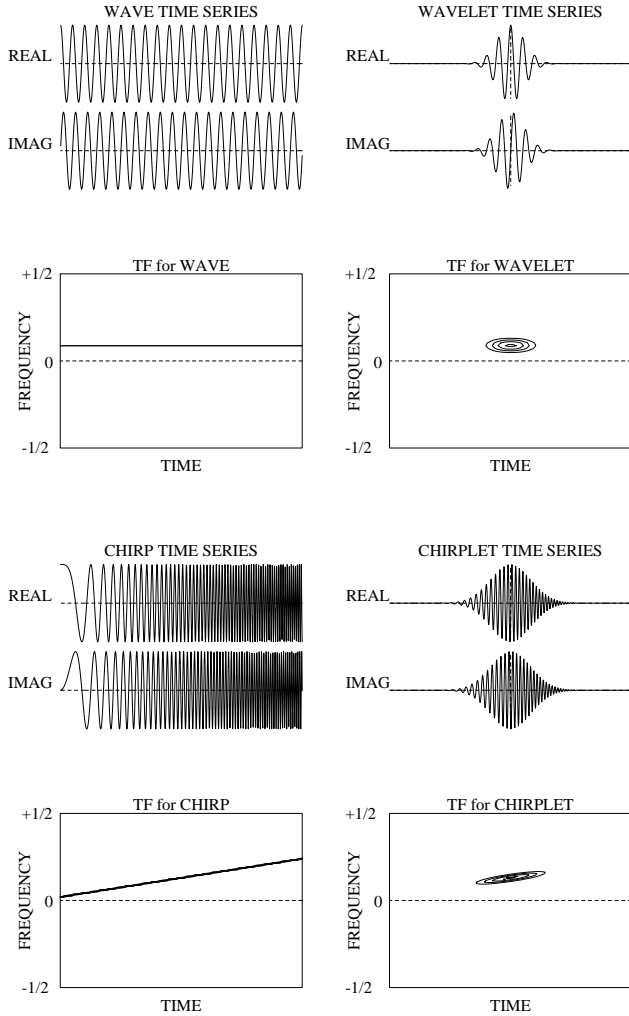 WAVE TIME SERIES
WAVELET TIME SERIES
REAL
REAL
IMAG
IMAG
TF for WAVE
TF for WAVELET
+1/2
+1/2
FREQUENCY
FREQUENCY
0
0
-1/2
-1/2
TIME
TIME
CHIRP TIME SERIES
CHIRPLET TIME SERIES
REAL
REAL
IMAG
IMAG
TF for CHIRP
TF for CHIRPLET
+1/2
+1/2
FREQUENCY
FREQUENCY
0
0
-1/2
-1/2
TIME
TIME